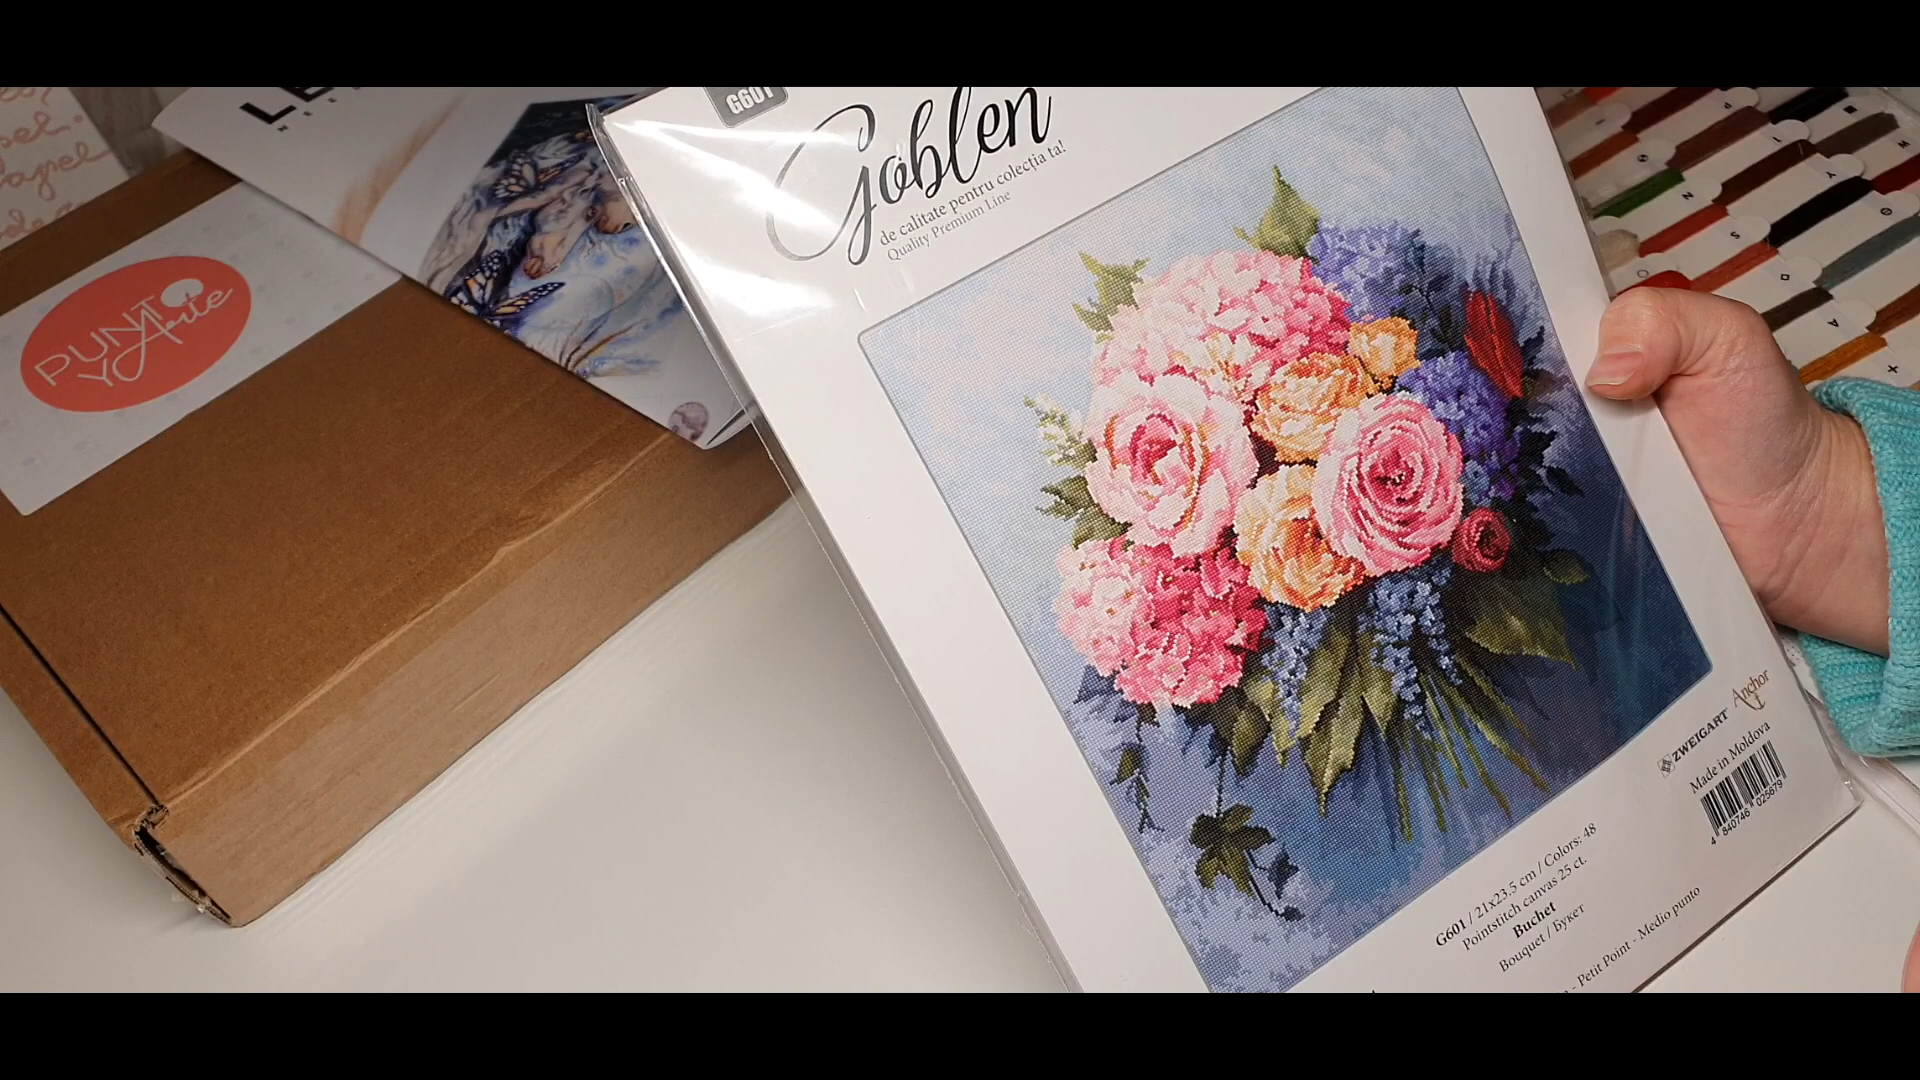 PUNTO
Y Arte
G601
Goblen
de calitate pentru colecția ta!
Quality Premium Line
ZWEIGART
Anchor
Made in Moldova
4 840746 025679
G601 / 21x23.5 cm / Colors: 48
Pointstitch canvas 25 ct.
Buchet
Bouquet / Букет
- Petit Point - Medio punto